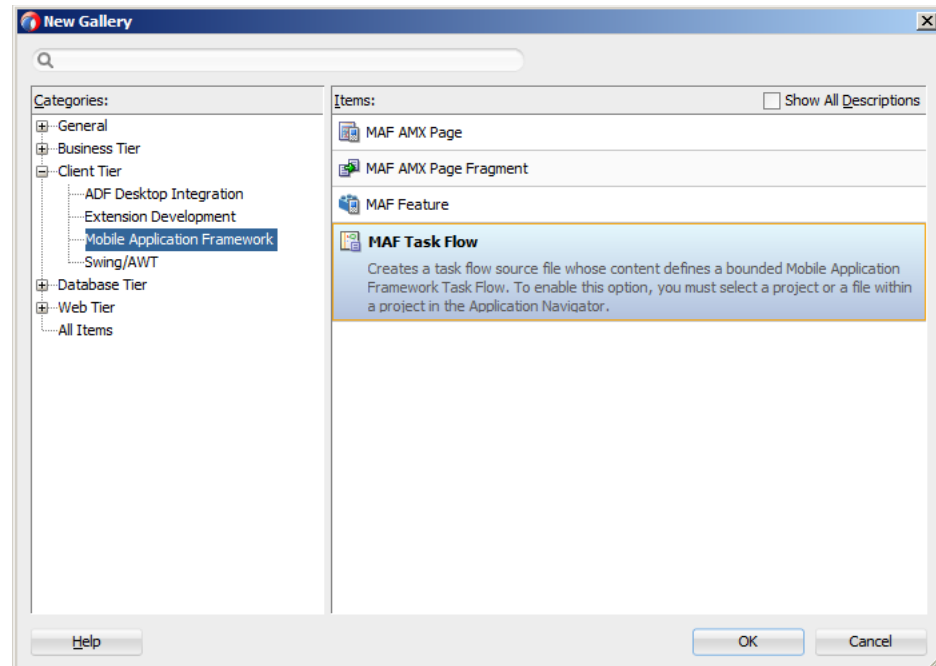 New Gallery
Categories:
General
Business Tier
Client Tier
ADF Desktop Integration
Extension Development
Mobile Application Framework
Swing/AWT
Database Tier
Web Tier
All Items
Items:
Show All Descriptions
MAF AMX Page
MAF AMX Page Fragment
MAF Feature
MAF Task Flow
Creates a task flow source file whose content defines a bounded Mobile Application
Framework Task Flow. To enable this option, you must select a project or a file within
a project in the Application Navigator.
Help
OK
Cancel